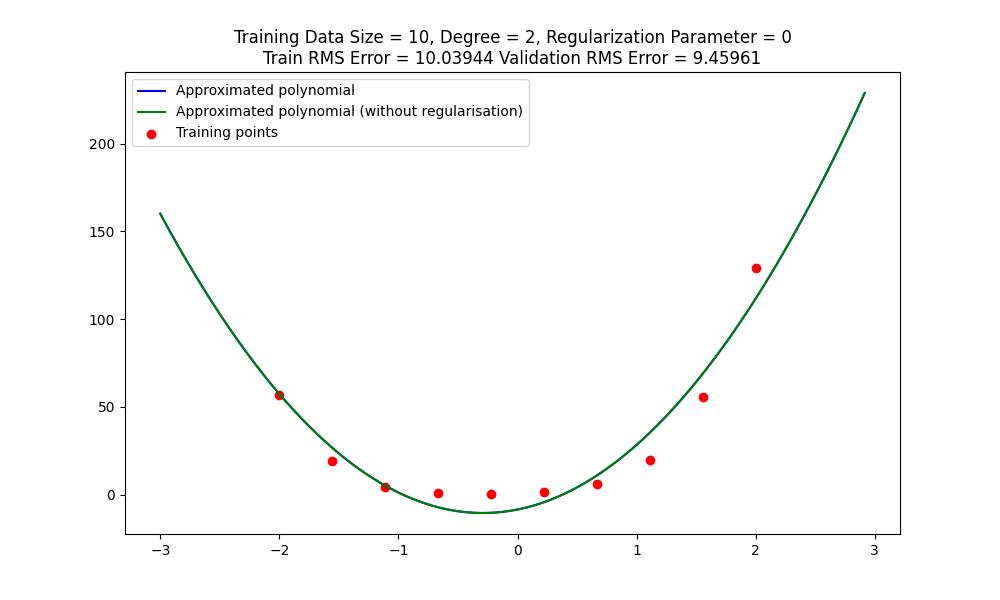 Training Data Size = 10, Degree = 2, Regularization Parameter = 0
Train RMS Error = 10.03944 Validation RMS Error = 9.45961
Approximated polynomial
Approximated polynomial (without regularisation)
Training points
200
150
100
50
0
−3
−2
−1
0
1
2
3